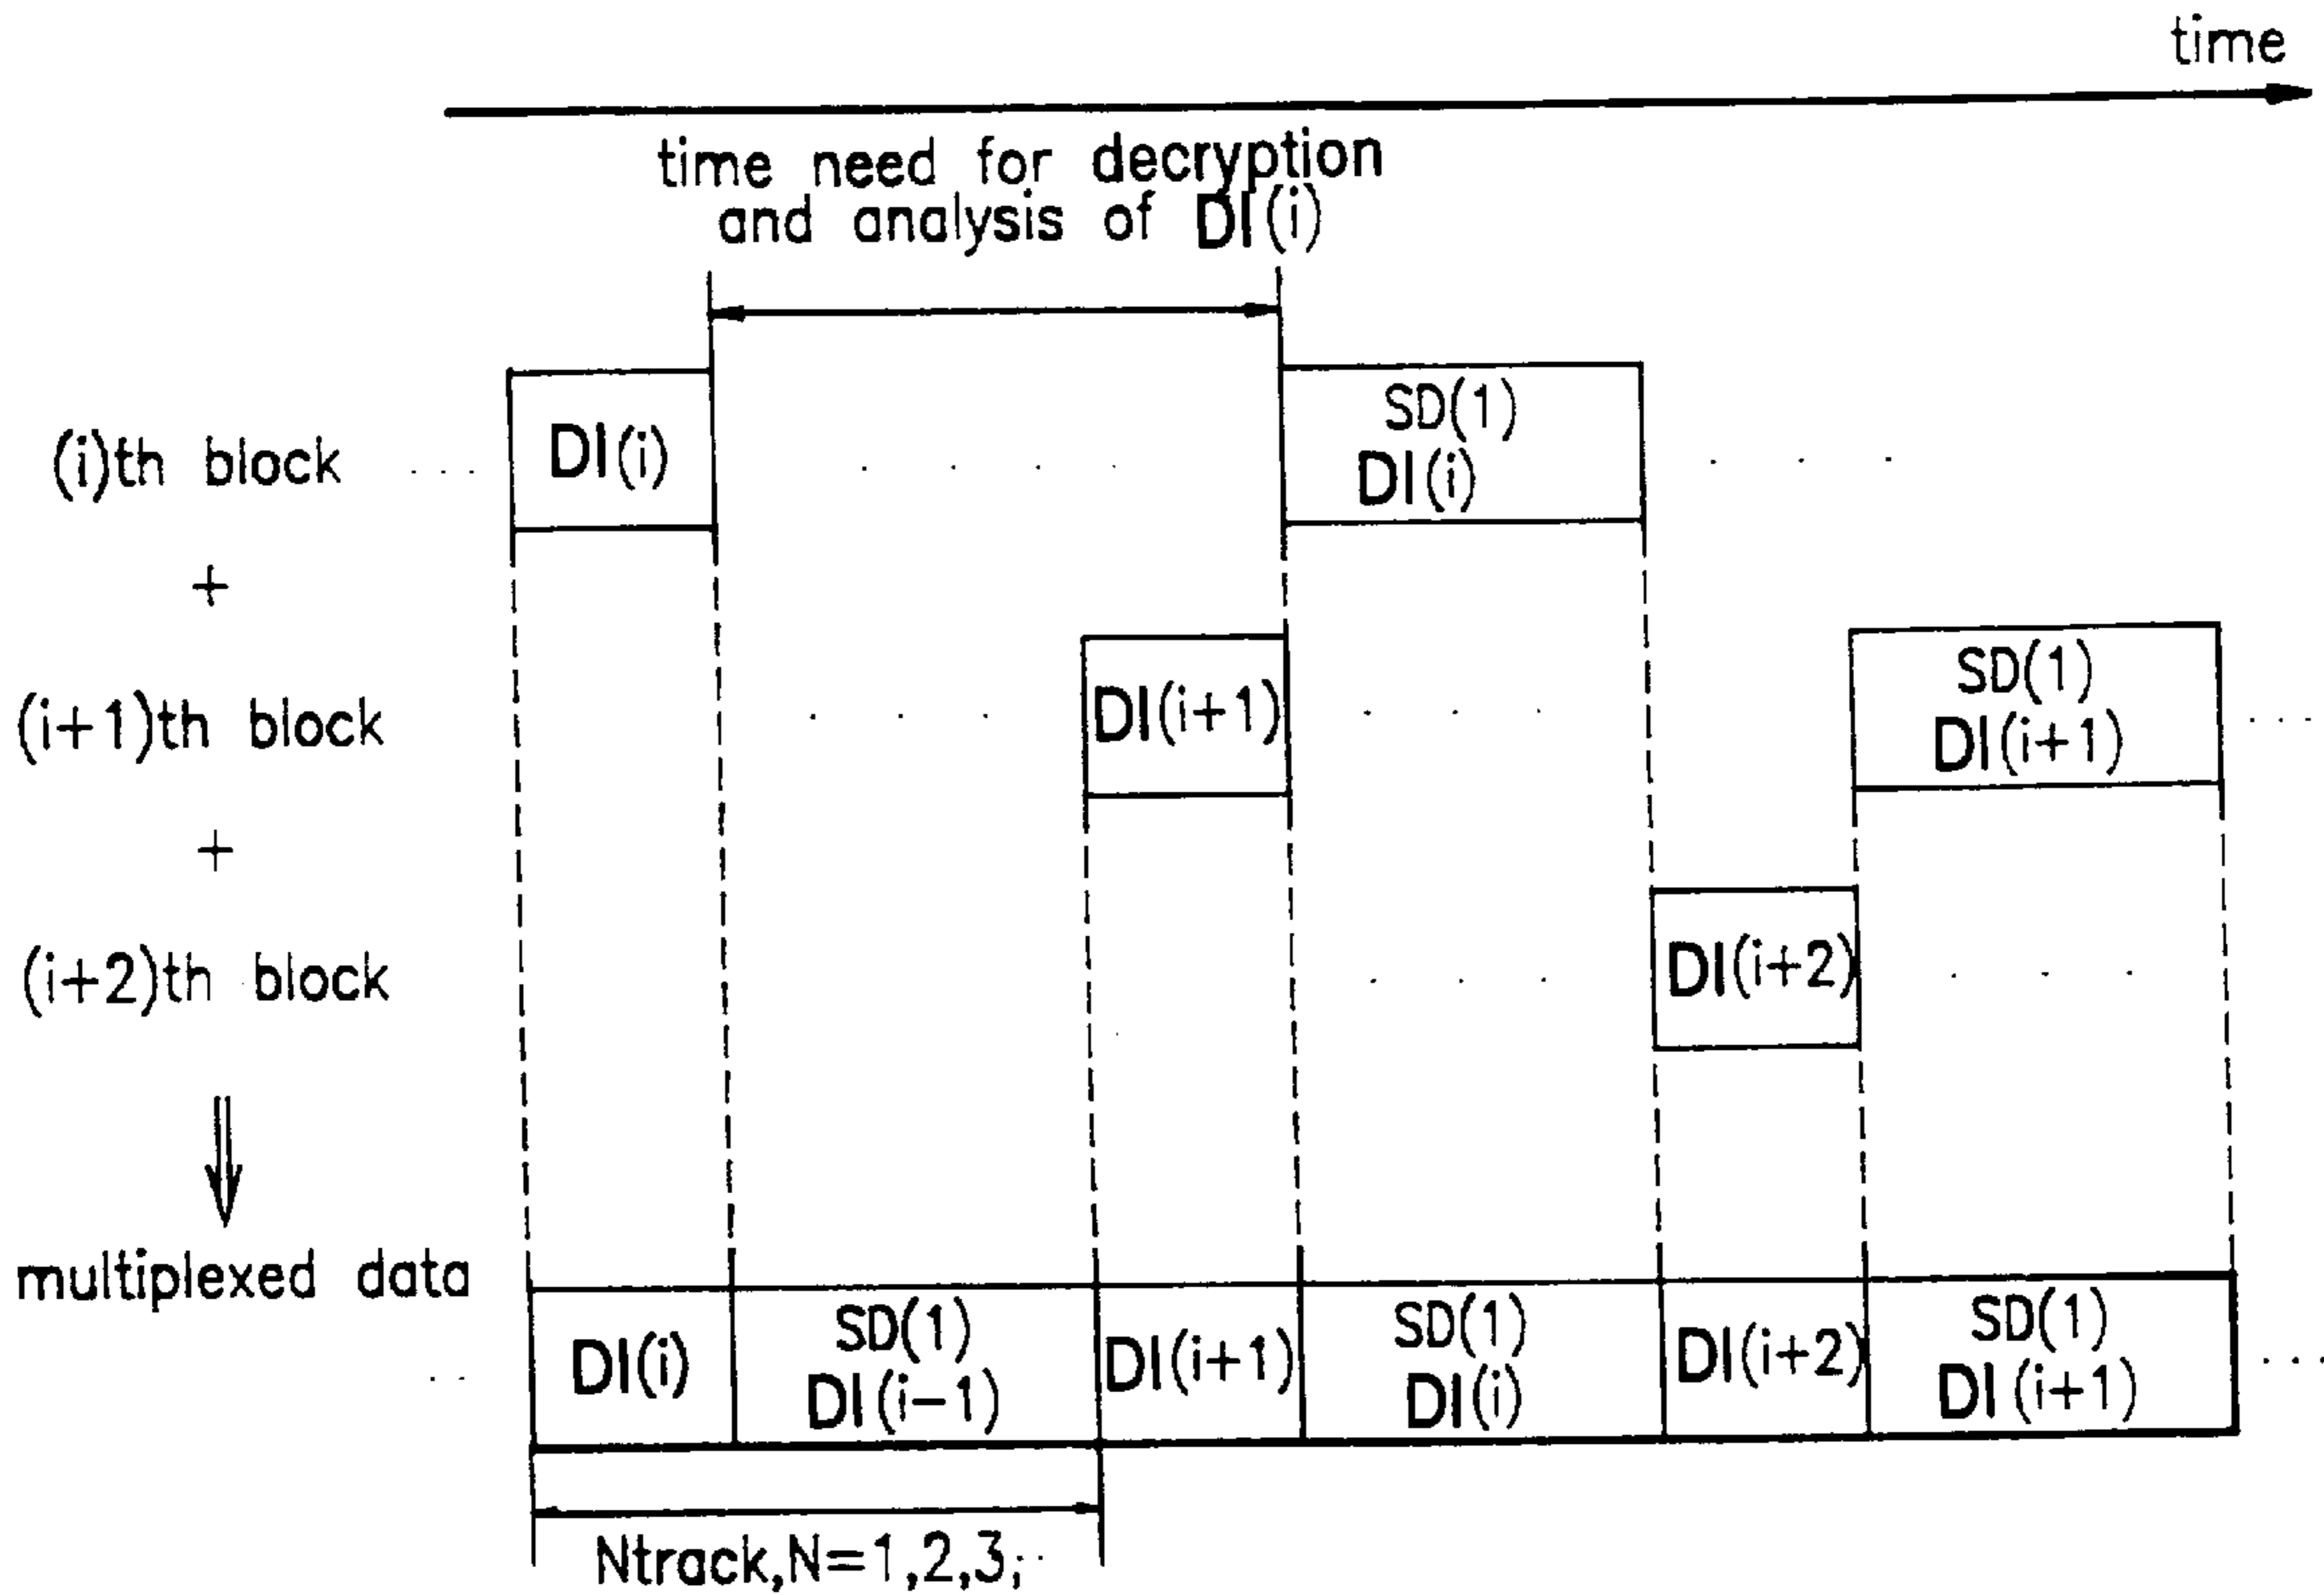 time
time need for decryption
and analysis of DI(i)
(i)th block .... DI(i) . . . . SD(1) . . .
DI(i)
+
(i+1)th block . . . DI(i+1) . . . SD(1) ....
DI(i+1)
+
(i+2)th block . . . DI(i+2) . . .
⇓
multiplexed data
.. DI(i) SD(1) DI(i+1) SD(1) DI(i+2) SD(1) ....
DI(i-1) DI(i) DI(i+1)
Ntrack,N=1,2,3,..